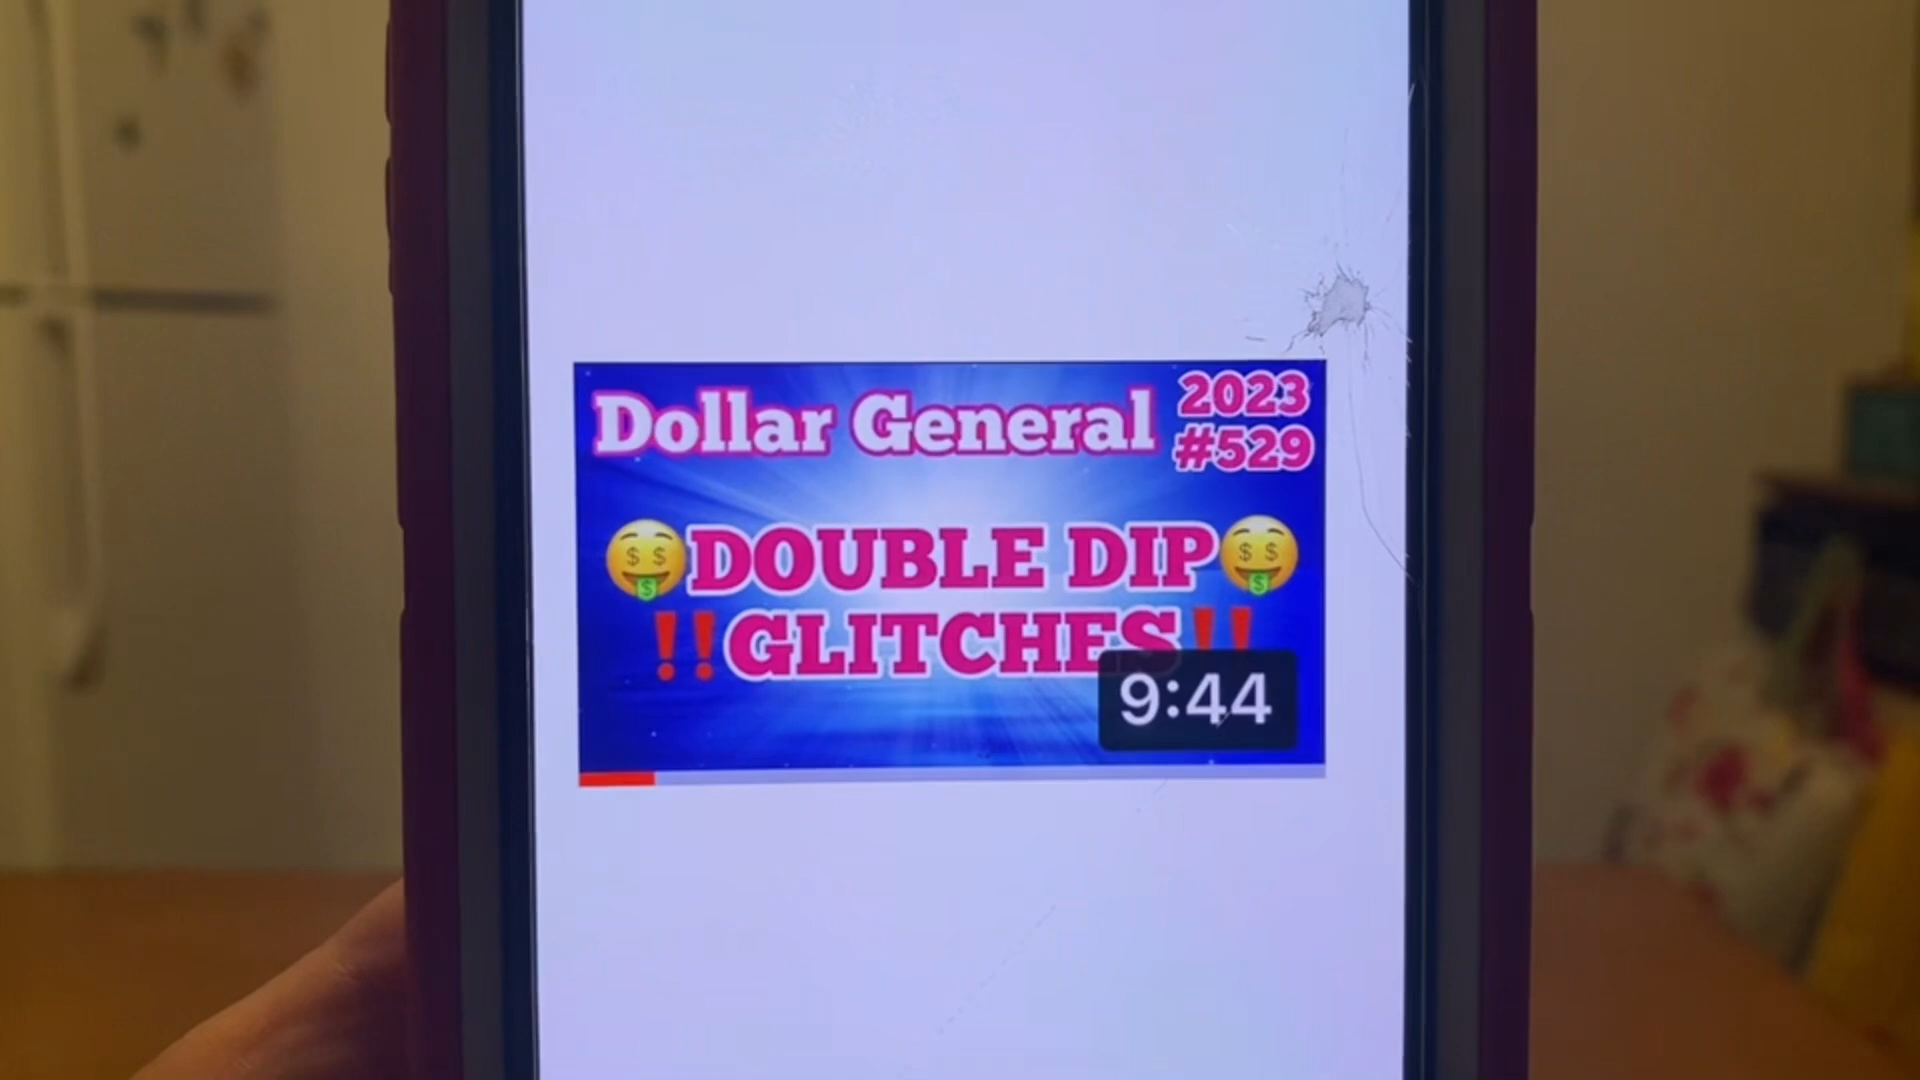 Dollar General
2023
#529
🤑DOUBLE DIP🤑
‼️GLITCHES‼️
9:44